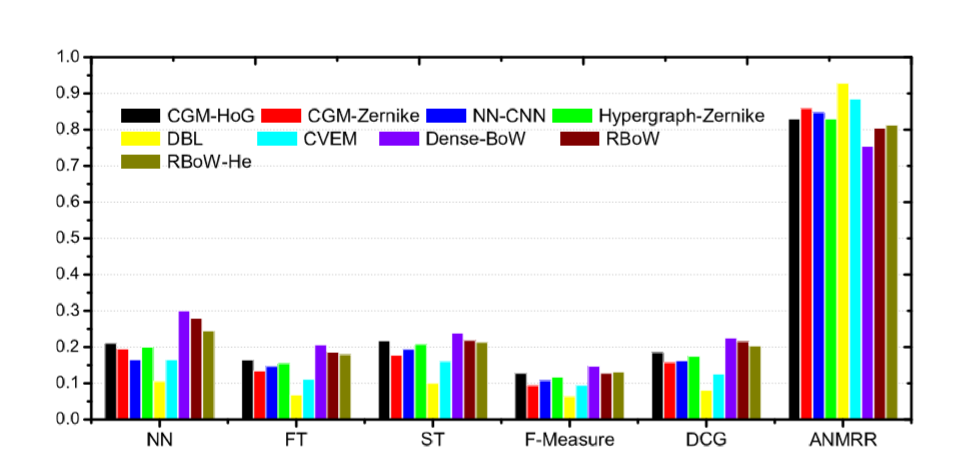 1.0
0.9
CGM-HoG CGM-Zernike NN-CNN Hypergraph-Zernike
0.8
DBL CVEM Dense-BoW RBoW
RBoW-He
0.7
0.6
0.5
0.4
0.3
0.2
0.1
0.0
NN FT ST F-Measure DCG ANMRR